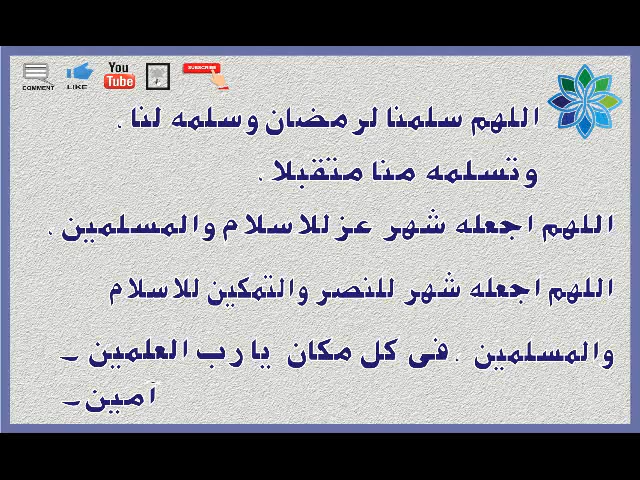 COMMENT LIKE You Tube SUBSCRIBE
اللهم سلمنا لرمضان وسلمه لنا .
وتسلمه منا متقبلا .
اللهم اجعله شهر عز للاسلام والمسلمين .
اللهم اجعله شهر للنصر والتمكين للاسلام
والمسلمين . فى كل مكان يا رب العلمين _
آمين _